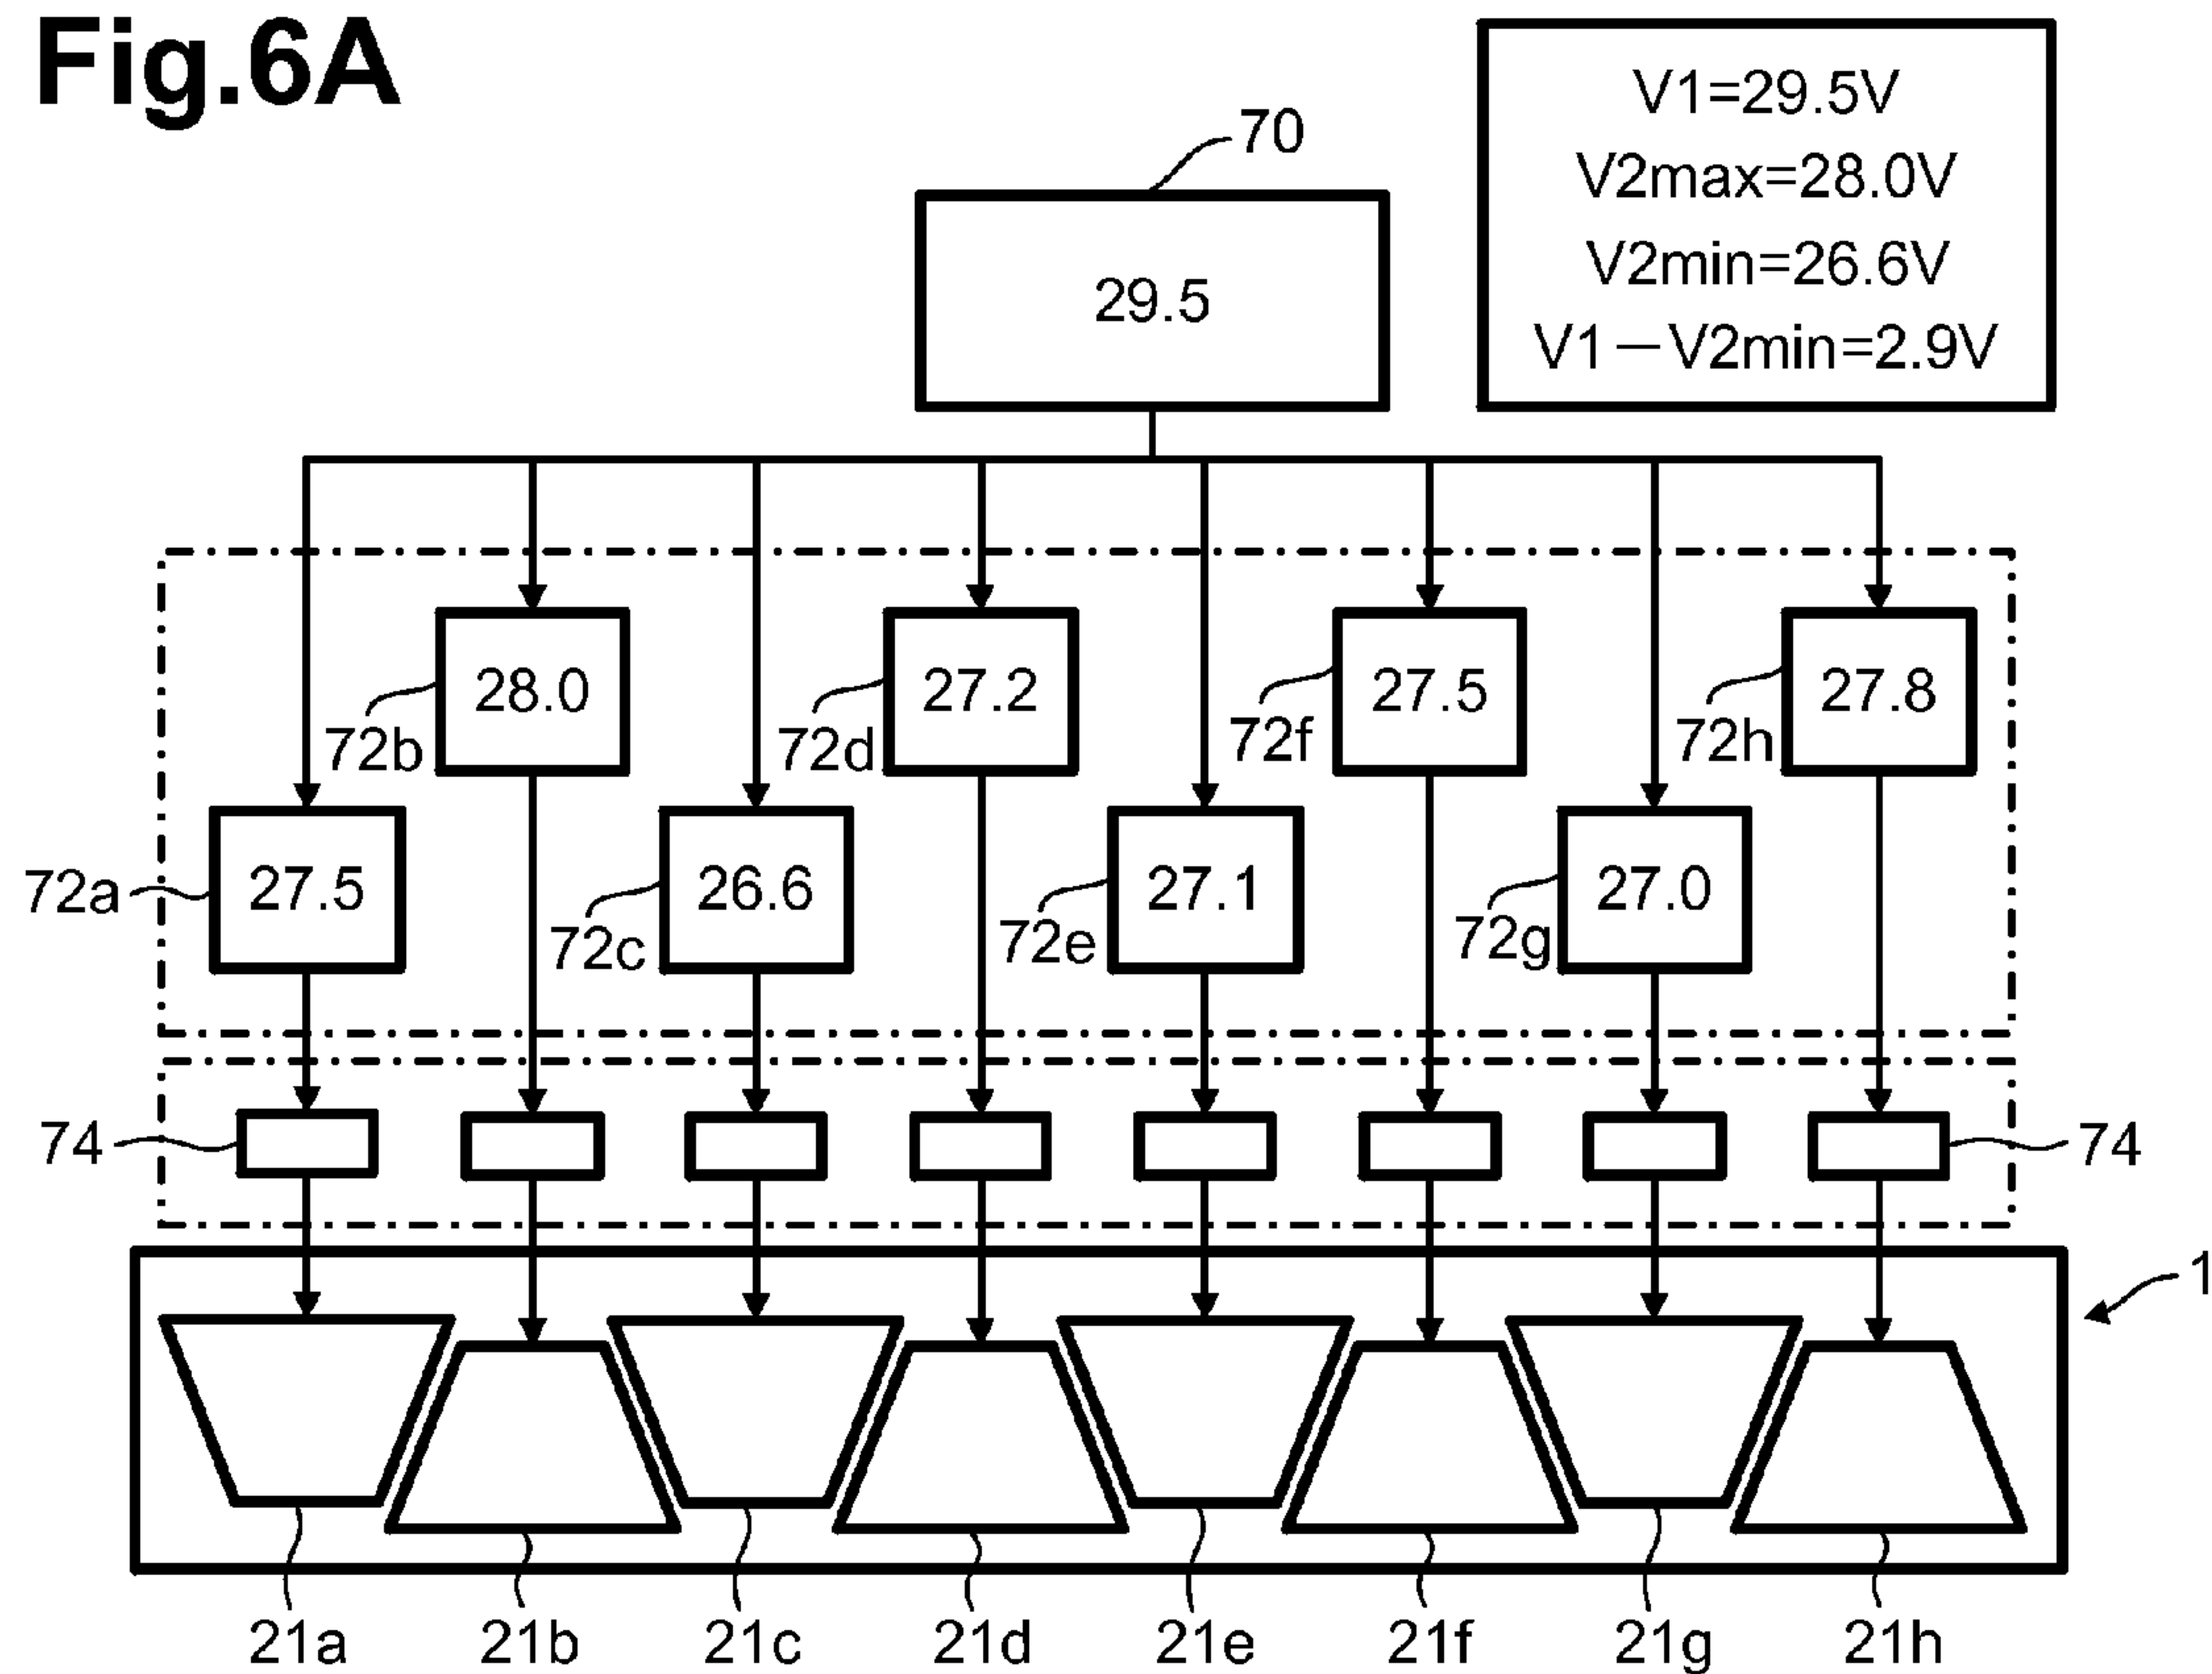 Fig.6A
V1=29.5V
V2max=28.0V
V2min=26.6V
V1－V2min=2.9V
70
29.5
28.0
27.2
27.5
27.8
72b
72d
72f
72h
27.5
26.6
27.1
27.0
72a
72c
72e
72g
74
74
1
21a
21b
21c
21d
21e
21f
21g
21h